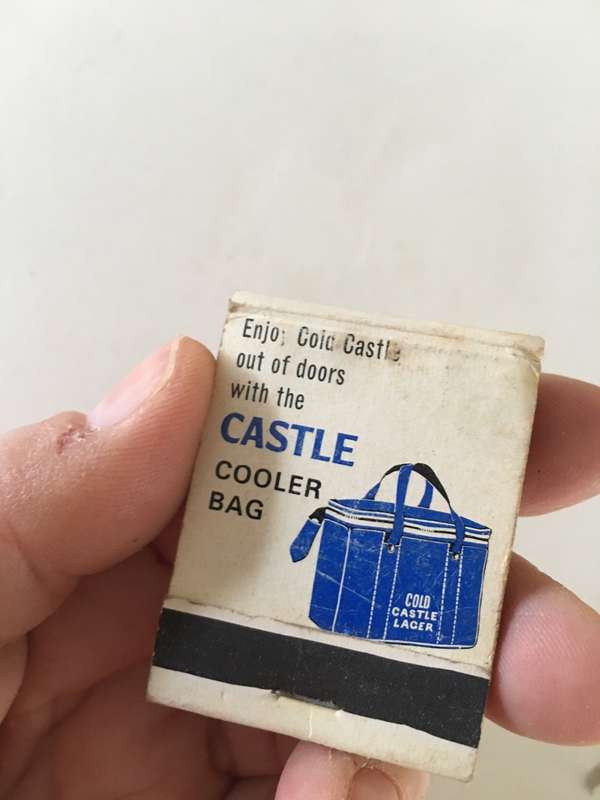 Enjoy Cold Castle
out of doors
with the
CASTLE
COOLER
BAG
COLD
CASTLE
LAGER